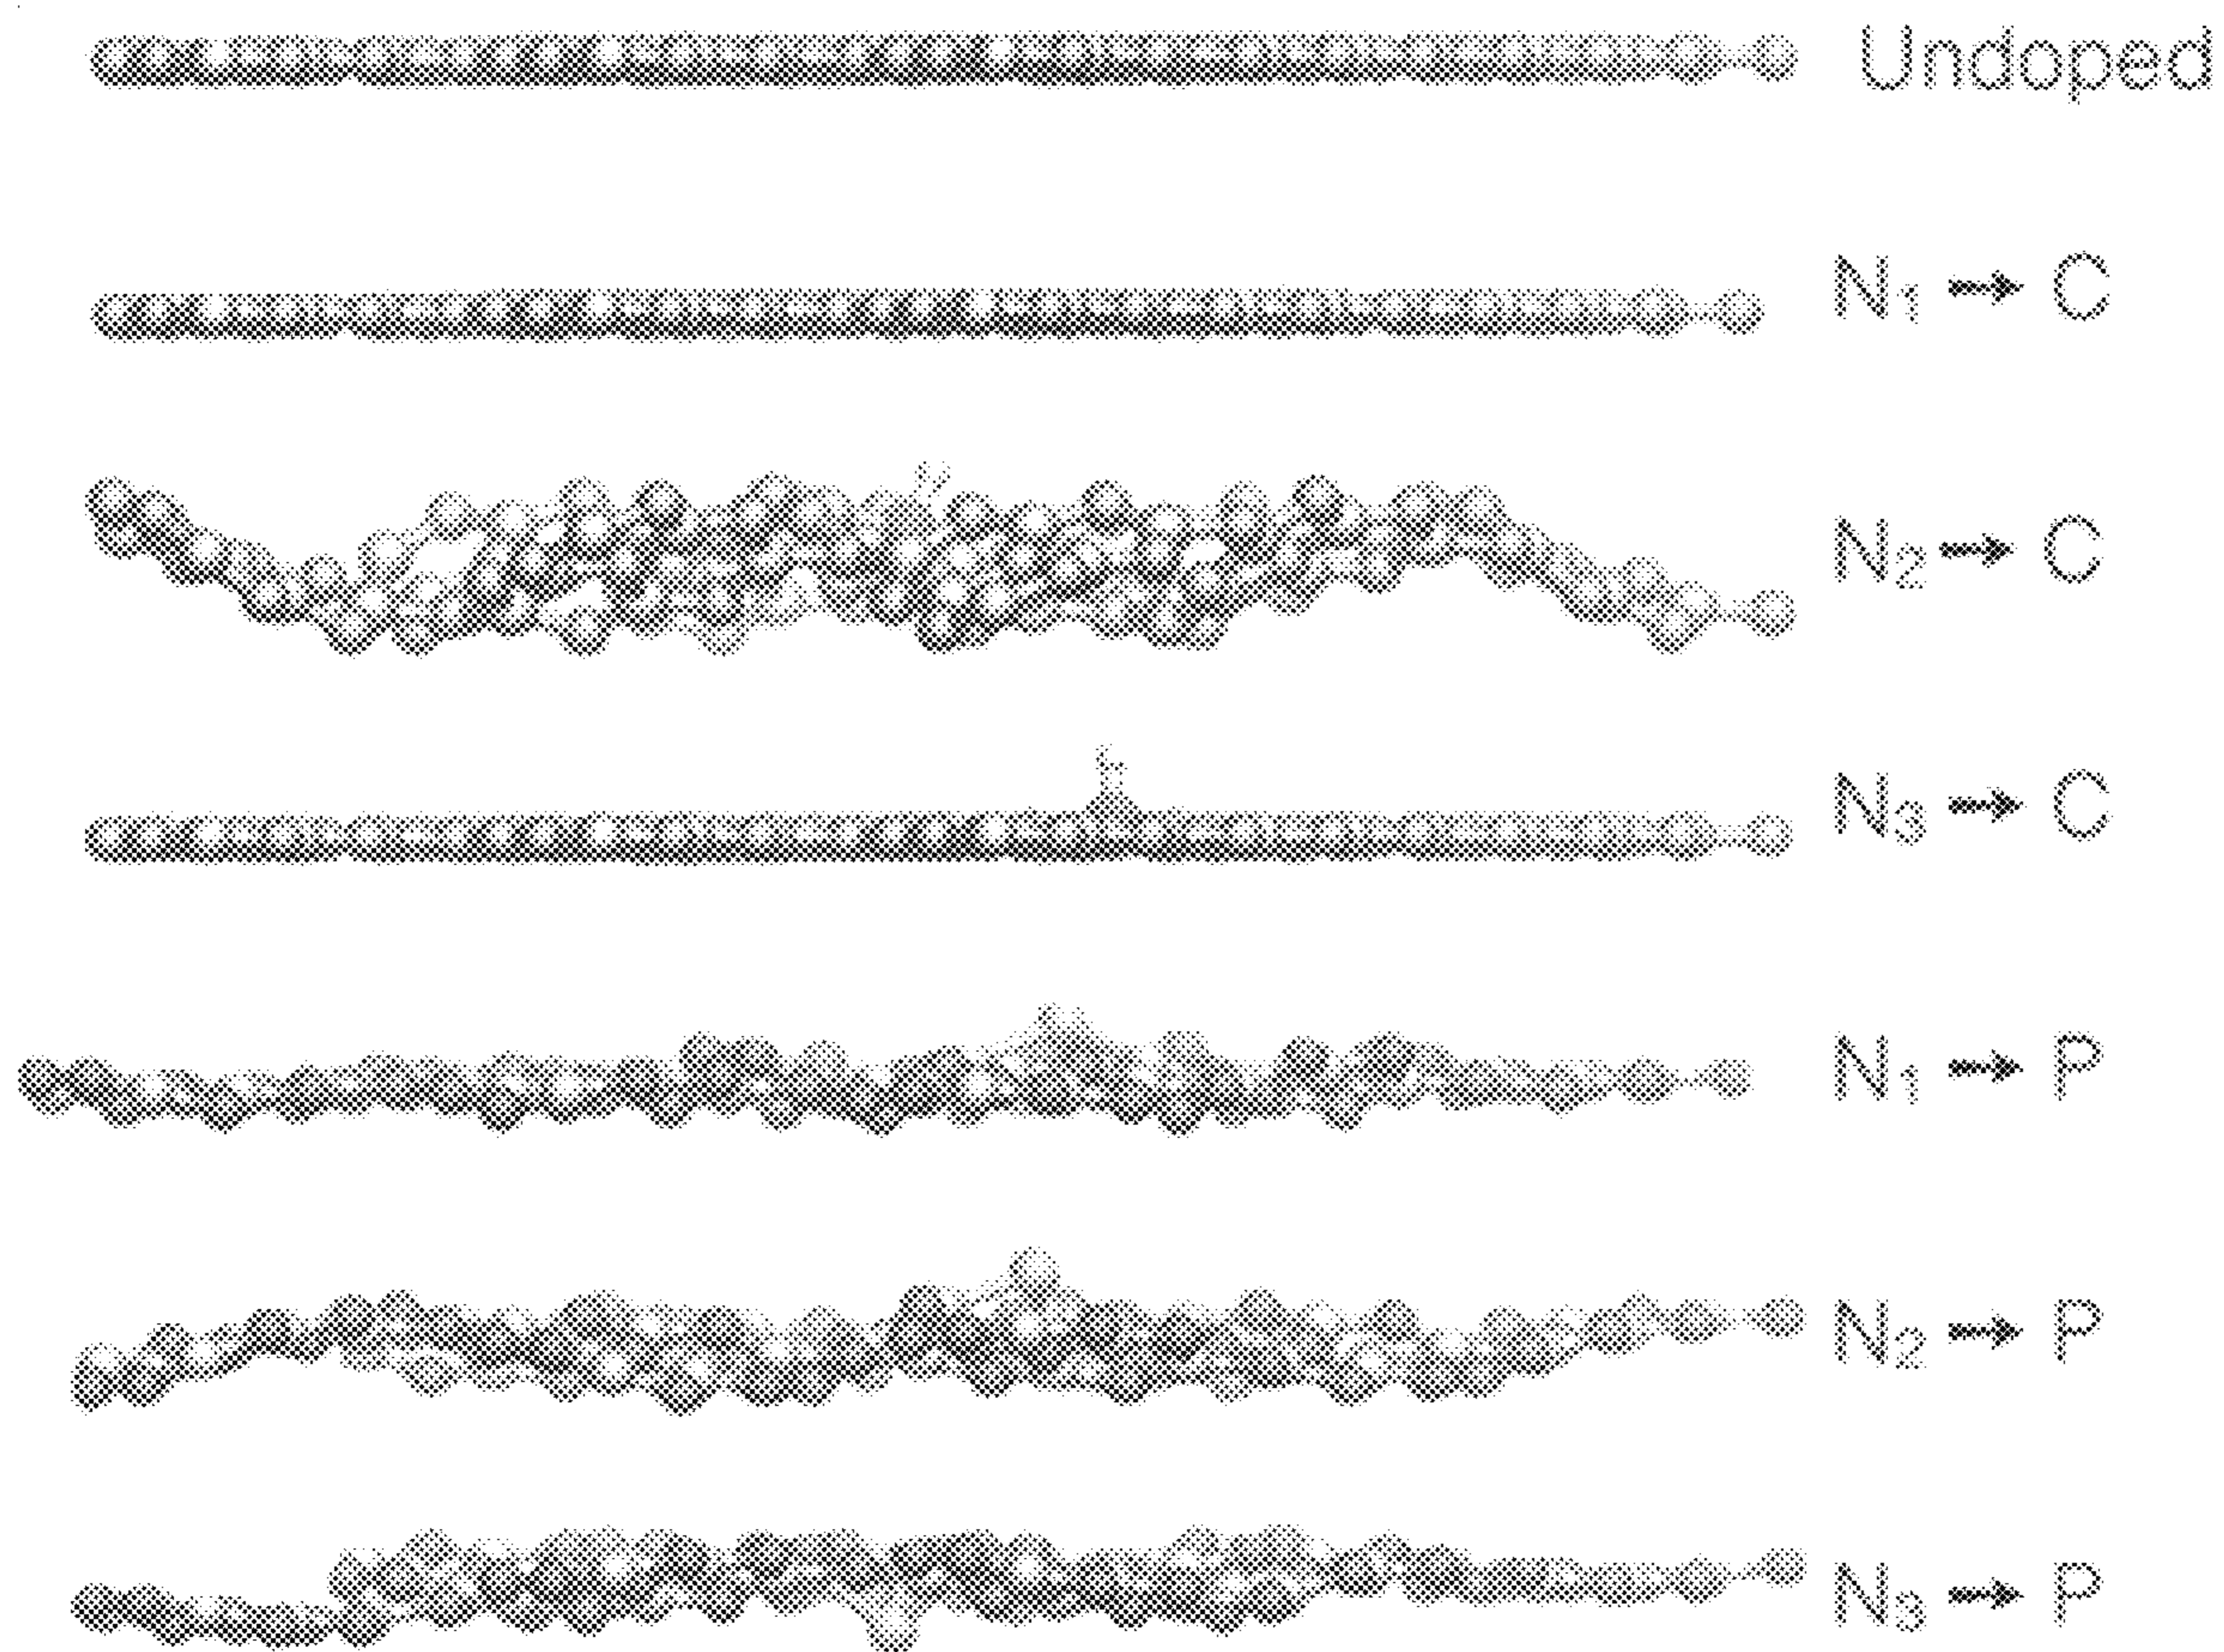 Undoped
N₁ → C
N₂ → C
N₃ → C
N₁ → P
N₂ → P
N₃ → P